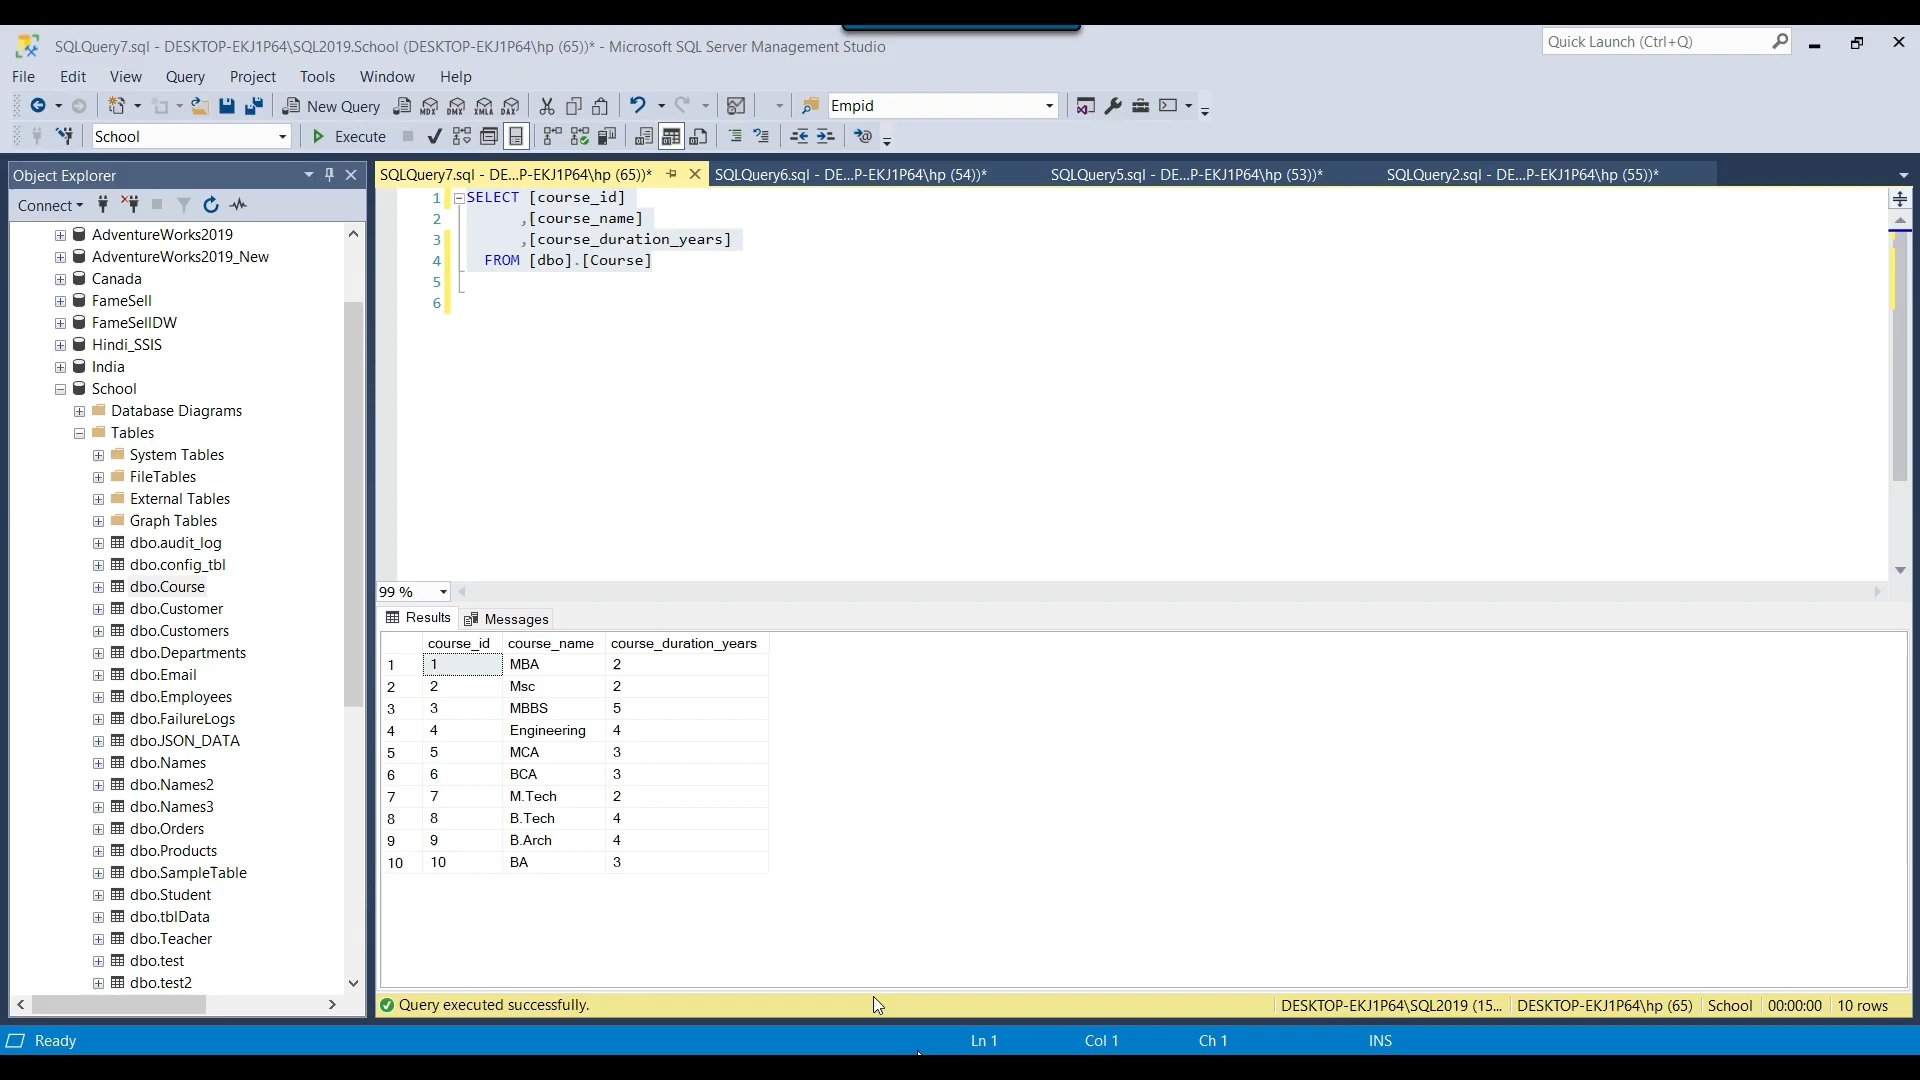 SQLQuery7.sql - DESKTOP-EKJ1P64\SQL2019.School (DESKTOP-EKJ1P64\hp (65))* - Microsoft SQL Server Management Studio
Quick Launch (Ctrl+Q)
File Edit View Query Project Tools Window Help
New Query MDX DMX XMLA DAX Empid
School Execute
Object Explorer
Connect
AdventureWorks2019
AdventureWorks2019_New
Canada
FameSell
FameSellDW
Hindi_SSIS
India
School
Database Diagrams
Tables
System Tables
FileTables
External Tables
Graph Tables
dbo.audit_log
dbo.config_tbl
dbo.Course
dbo.Customer
dbo.Customers
dbo.Departments
dbo.Email
dbo.Employees
dbo.FailureLogs
dbo.JSON_DATA
dbo.Names
dbo.Names2
dbo.Names3
dbo.Orders
dbo.Products
dbo.SampleTable
dbo.Student
dbo.tblData
dbo.Teacher
dbo.test
dbo.test2
SQLQuery7.sql - DE...P-EKJ1P64\hp (65))* SQLQuery6.sql - DE...P-EKJ1P64\hp (54))* SQLQuery5.sql - DE...P-EKJ1P64\hp (53))* SQLQuery2.sql - DE...P-EKJ1P64\hp (55))*
1 SELECT [course_id]
2 ,[course_name]
3 ,[course_duration_years]
4 FROM [dbo].[Course]
5
6
99 %
Results Messages
course_id course_name course_duration_years
1 1 MBA 2
2 2 Msc 2
3 3 MBBS 5
4 4 Engineering 4
5 5 MCA 3
6 6 BCA 3
7 7 M.Tech 2
8 8 B.Tech 4
9 9 B.Arch 4
10 10 BA 3
Query executed successfully. DESKTOP-EKJ1P64\SQL2019 (15... DESKTOP-EKJ1P64\hp (65) School 00:00:00 10 rows
Ready Ln 1 Col 1 Ch 1 INS